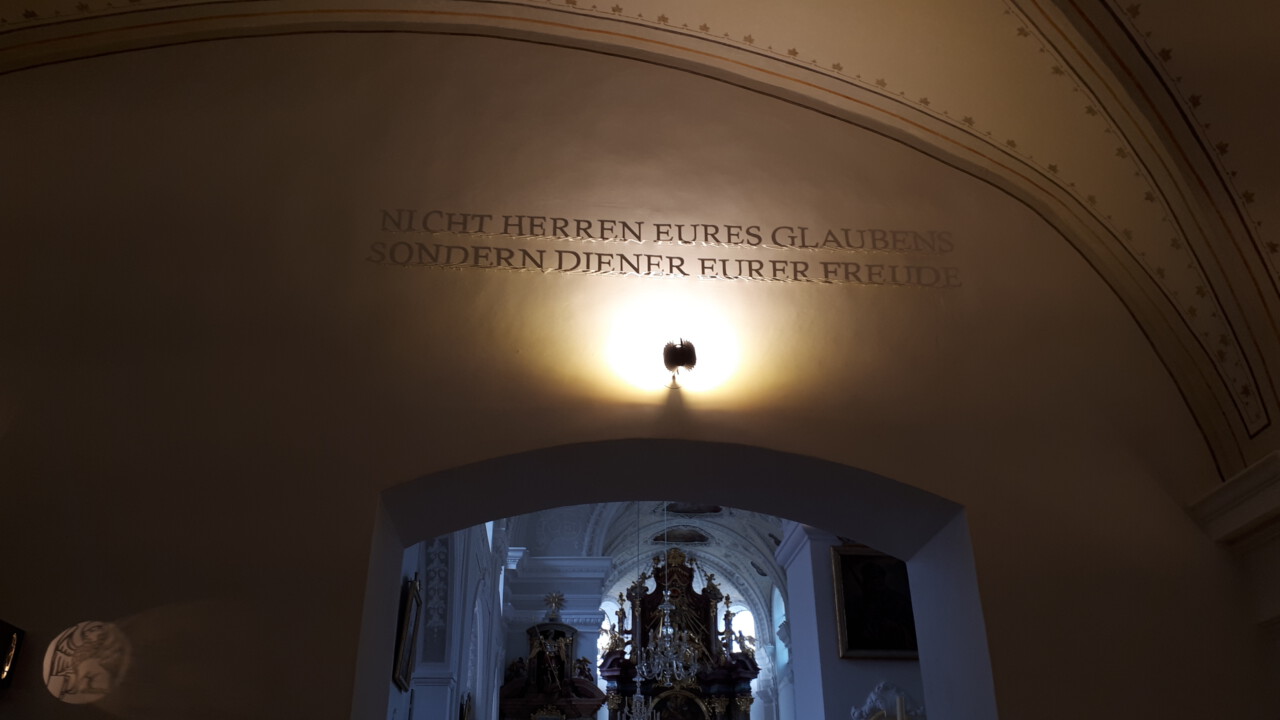 NICHT HERREN EURES GLAUBENS
SONDERN DIENER EURER FREUDE